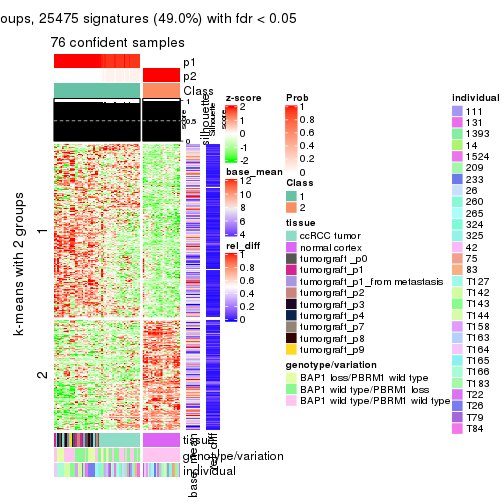 oups, 25475 signatures (49.0%) with fdr < 0.05
76 confident samples
p1
p2
Class
1
0.5
0
silhouette
score
k-means with 2 groups
1
2
tissue
genotype/variation
individual
base_mean
rel_diff
z-score
2
1
0
-1
-2
base_mean
12
10
8
6
4
rel_diff
1
0.8
0.6
0.4
0.2
0
Prob
1
0.8
0.6
0.4
0.2
0
Class
1
2
tissue
ccRCC tumor
normal cortex
tumorgraft_p0
tumorgraft_p1
tumorgraft_p1_from metastasis
tumorgraft_p2
tumorgraft_p3
tumorgraft_p4
tumorgraft_p7
tumorgraft_p8
tumorgraft_p9
genotype/variation
BAP1 loss/PBRM1 wild type
BAP1 wild type/PBRM1 loss
BAP1 wild type/PBRM1 wild type
individual
111
131
1393
14
1524
209
233
26
260
265
324
325
42
75
83
T127
T142
T143
T144
T158
T163
T164
T165
T166
T183
T22
T26
T79
T84